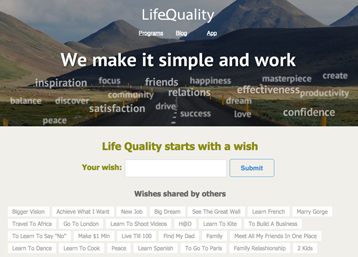 LifeQuality
Programs Blog App
We make it simple and work
inspiration focus friends happiness masterpiece create
balance discover community relations effectiveness productivity
satisfaction drive dream
peace success love confidence
Life Quality starts with a wish
Your wish: Submit
Wishes shared by others
Bigger Vision Achieve What I Want New Job Big Dream See The Great Wall Learn French Marry Gorge
Travel To Africa Go To London Learn To Shoot Videos H@D Learn To Kite To Build A Business
To Learn To Say "No" Make $1 Mln Live Till 100 Find My Dad Family Meet All My Friends In One Place
Learn To Dance Learn To Cook Peace Learn Spanish To Go To Paris Family Relashionship 2 Kids